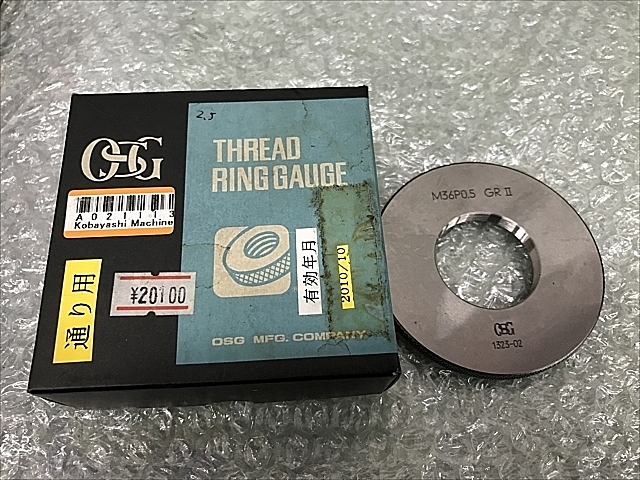 2.5
OSG
THREAD
RING GAUGE
A021113
Kobayashi Machine
通り用
¥20100
有効年月
2010/10
OSG MFG. COMPANY
M36P0.5 GR II
OSG
1323-02